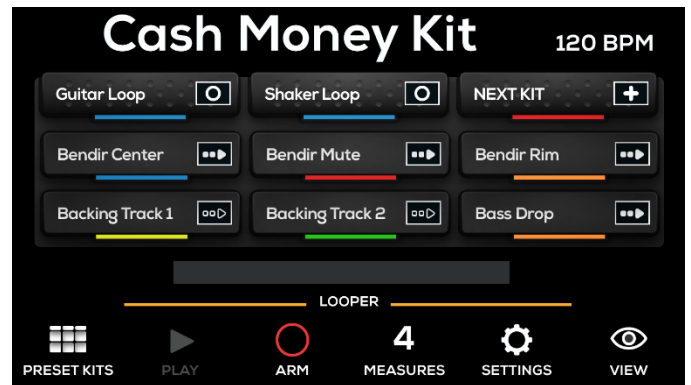 Cash Money Kit 120 BPM
Guitar Loop Shaker Loop NEXT KIT
Bendir Center Bendir Mute Bendir Rim
Backing Track 1 Backing Track 2 Bass Drop
LOOPER
4
PRESET KITS PLAY ARM MEASURES SETTINGS VIEW